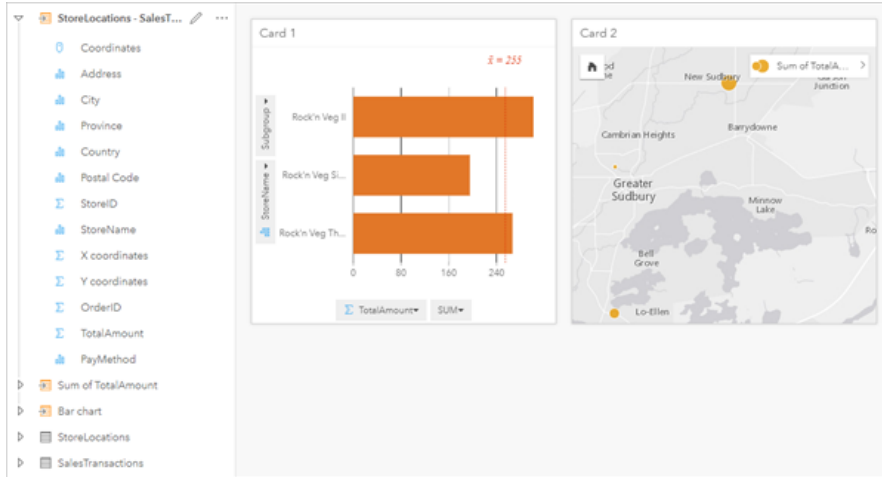 StoreLocations - SalesT...
Coordinates
Address
City
Province
Country
Postal Code
StoreID
StoreName
X coordinates
Y coordinates
OrderID
TotalAmount
PayMethod
Sum of TotalAmount
Bar chart
StoreLocations
SalesTransactions
Card 1
x̄ = 255
Subgroup
StoreName
Rock'n Veg II
Rock'n Veg Si...
Rock'n Veg Th...
0 80 160 240
Σ TotalAmount
SUM
Card 2
Sum of TotalA...
New Sudbury
Junction
Cambrian Heights
Barrydowne
Greater
Sudbury
Minnow
Lake
Ro
Bell
Grove
Lo-Ellen